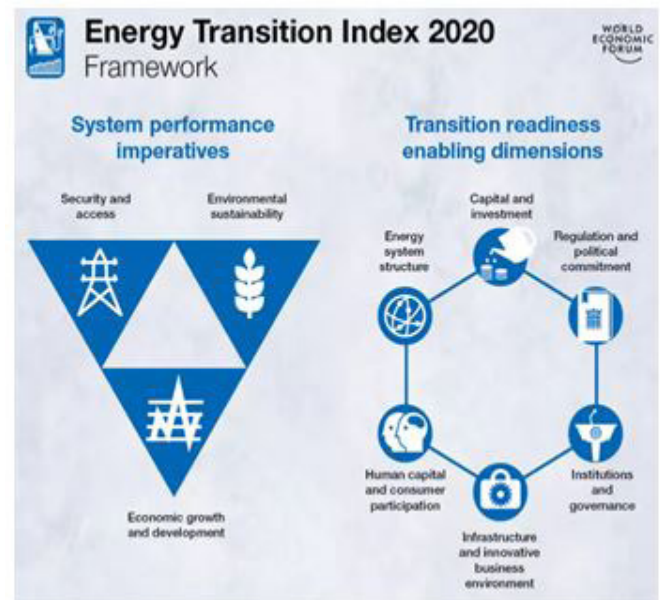 Energy Transition Index 2020
Framework
WORLD
ECONOMIC
FORUM
System performance
imperatives
Security and
access
Environmental
sustainability
Economic growth
and development
Transition readiness
enabling dimensions
Capital and
investment
Energy
system
structure
Regulation and
political
commitment
Human capital
and consumer
participation
Institutions
and
governance
Infrastructure
and innovative
business
environment